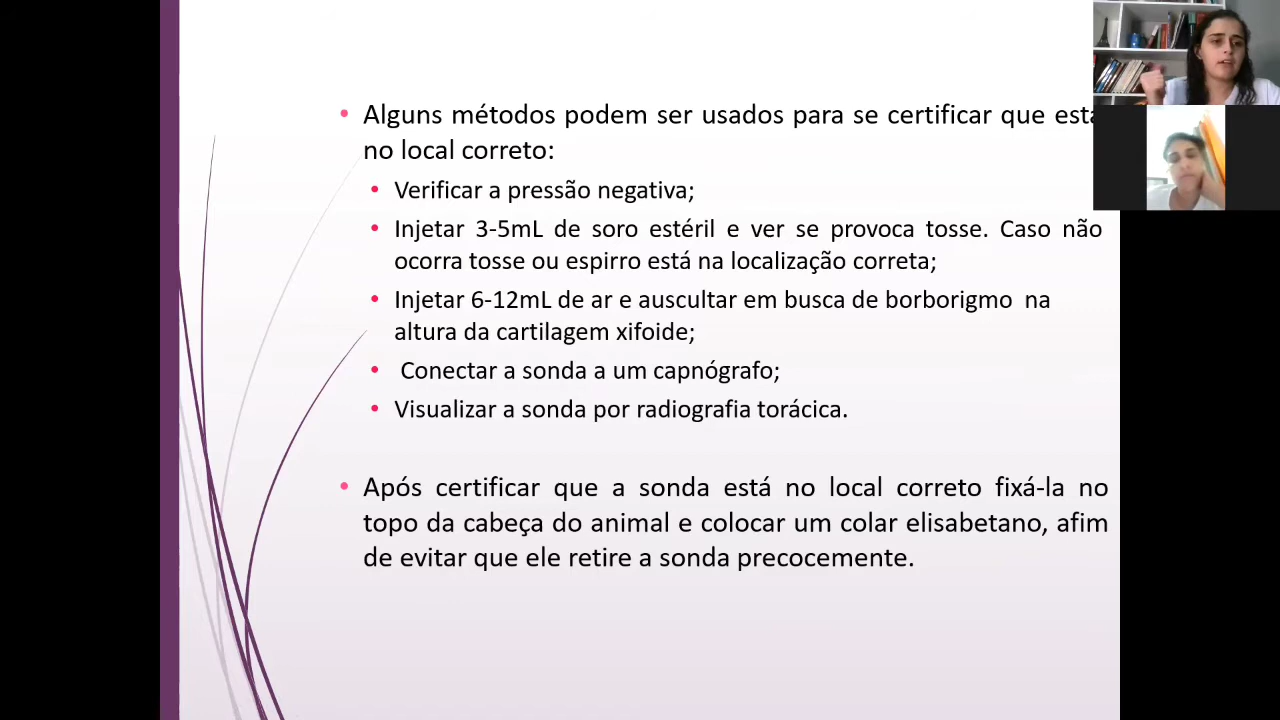 • Alguns métodos podem ser usados para se certificar que está
no local correto:
• Verificar a pressão negativa;
• Injetar 3-5mL de soro estéril e ver se provoca tosse. Caso não
ocorra tosse ou espirro está na localização correta;
• Injetar 6-12mL de ar e auscultar em busca de borborigmo na
altura da cartilagem xifoide;
• Conectar a sonda a um capnógrafo;
• Visualizar a sonda por radiografia torácica.
• Após certificar que a sonda está no local correto fixá-la no
topo da cabeça do animal e colocar um colar elisabetano, afim
de evitar que ele retire a sonda precocemente.